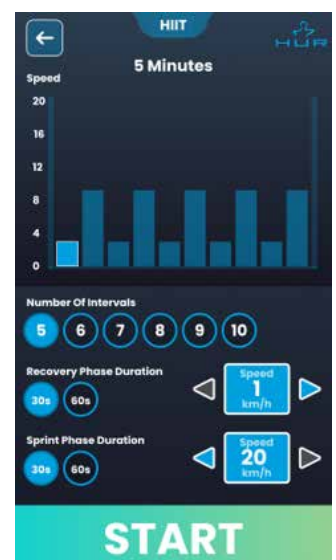 HIIT
HUR
5 Minutes
Speed
20
16
12
8
4
0
Number Of Intervals
5 6 7 8 9 10
Recovery Phase Duration
30s 60s
Speed
1
km/h
Sprint Phase Duration
30s 60s
Speed
20
km/h
START